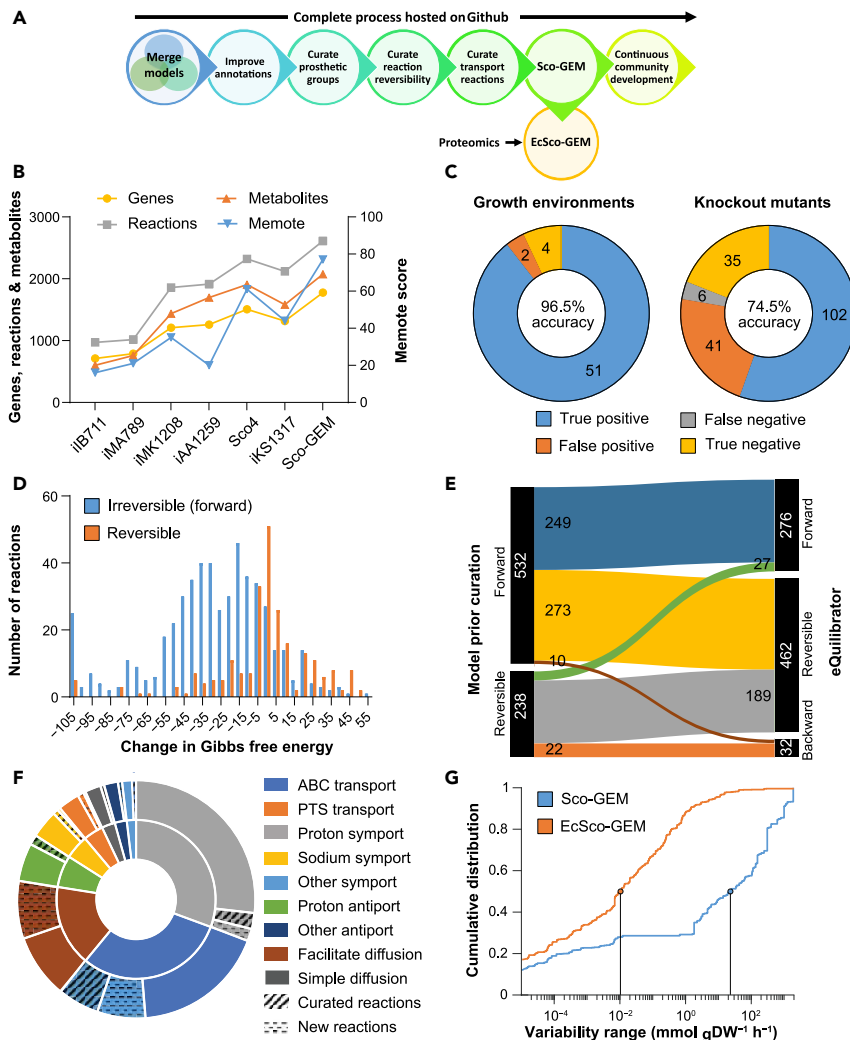 A
Complete process hosted on Github
Merge
models
Improve
annotations
Curate
prosthetic
groups
Curate
reaction
reversibility
Curate
transport
reactions
Sco-GEM
Continuous
community
development
Proteomics
EcSco-GEM
B
Genes
Metabolites
Reactions
Memote
Genes, reactions & metabolites
3000
2000
1000
0
100
80
60
40
20
0
Memote score
iIB711
iMA789
iMK1208
iAA1259
Sco4
iKS1317
Sco-GEM
C
Growth environments
Knockout mutants
2
4
96.5%
accuracy
51
35
6
74.5%
accuracy
102
41
True positive
False negative
False positive
True negative
D
Irreversible (forward)
Reversible
Number of reactions
60
40
20
0
−105
−95
−85
−75
−65
−55
−45
−35
−25
−15
−5
5
15
25
35
45
55
Change in Gibbs free energy
E
Model prior curation
Forward
532
Reversible
238
249
273
10
22
27
189
276
Forward
462
Reversible
32
Backward
eQuilibrator
F
ABC transport
PTS transport
Proton symport
Sodium symport
Other symport
Proton antiport
Other antiport
Facilitate diffusion
Simple diffusion
Curated reactions
New reactions
G
Sco-GEM
EcSco-GEM
Cumulative distribution
1
0.8
0.6
0.4
0.2
0
10⁻⁴
10⁻²
10⁰
10²
Variability range (mmol gDW⁻¹ h⁻¹)